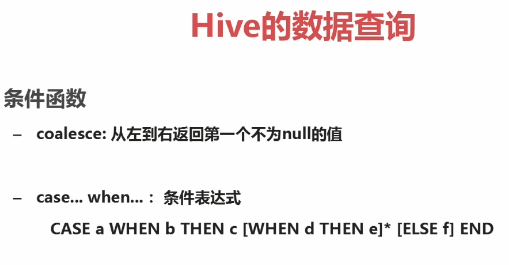 Hive的数据查询
条件函数
– coalesce: 从左到右返回第一个不为null的值
– case... when... : 条件表达式
CASE a WHEN b THEN c [WHEN d THEN e]* [ELSE f] END